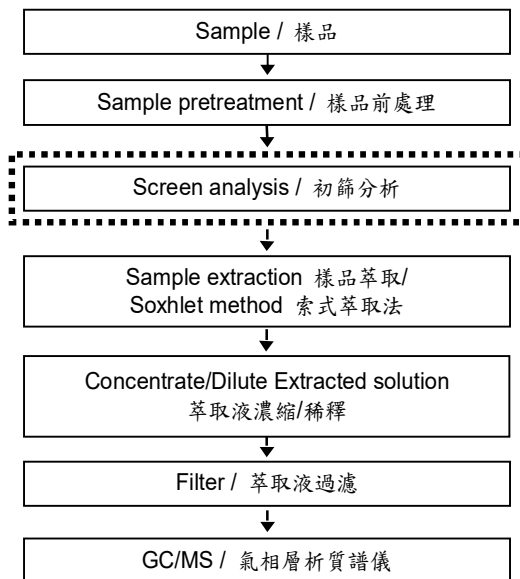 Sample / 樣品
Sample pretreatment / 樣品前處理
Screen analysis / 初篩分析
Sample extraction 樣品萃取/
Soxhlet method 索式萃取法
Concentrate/Dilute Extracted solution
萃取液濃縮/稀釋
Filter / 萃取液過濾
GC/MS / 氣相層析質譜儀